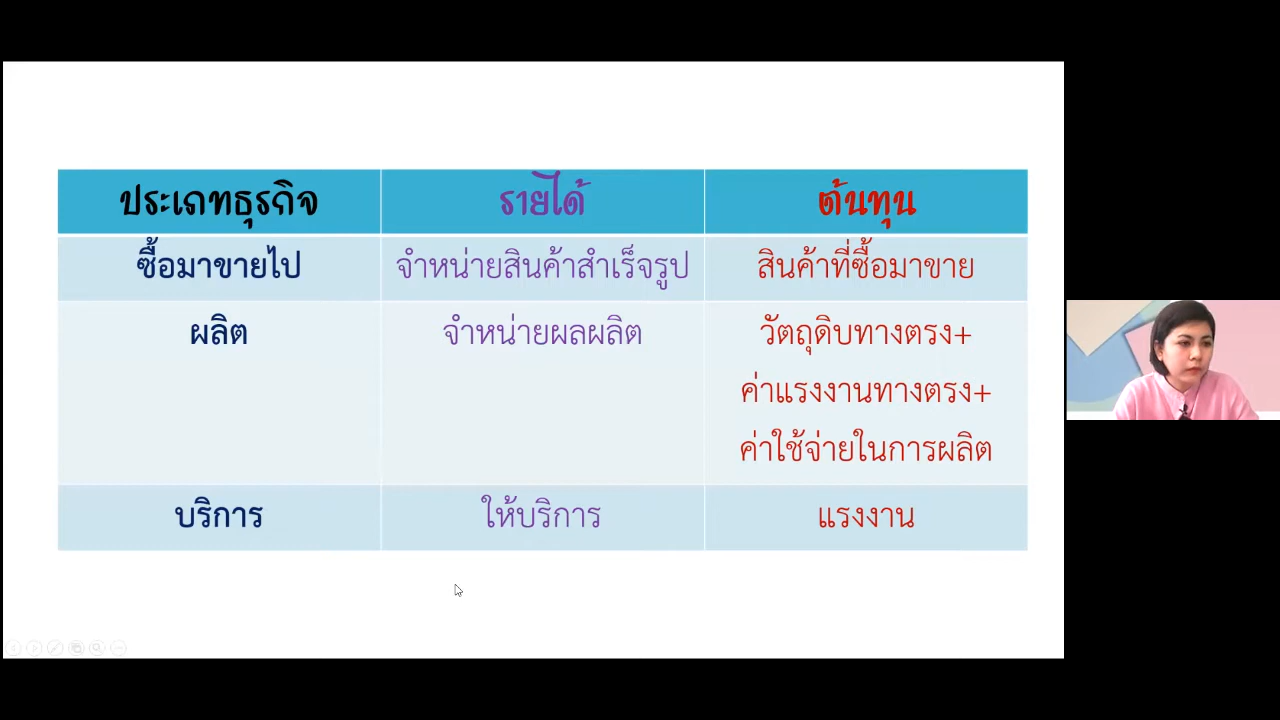 ประเภทธุรกิจ รายได้ ต้นทุน
ซื้อมาขายไป จำหน่ายสินค้าสำเร็จรูป สินค้าที่ซื้อมาขาย
ผลิต จำหน่ายผลผลิต วัตถุดิบทางตรง+
ค่าแรงงานทางตรง+
ค่าใช้จ่ายในการผลิต
บริการ ให้บริการ แรงงาน